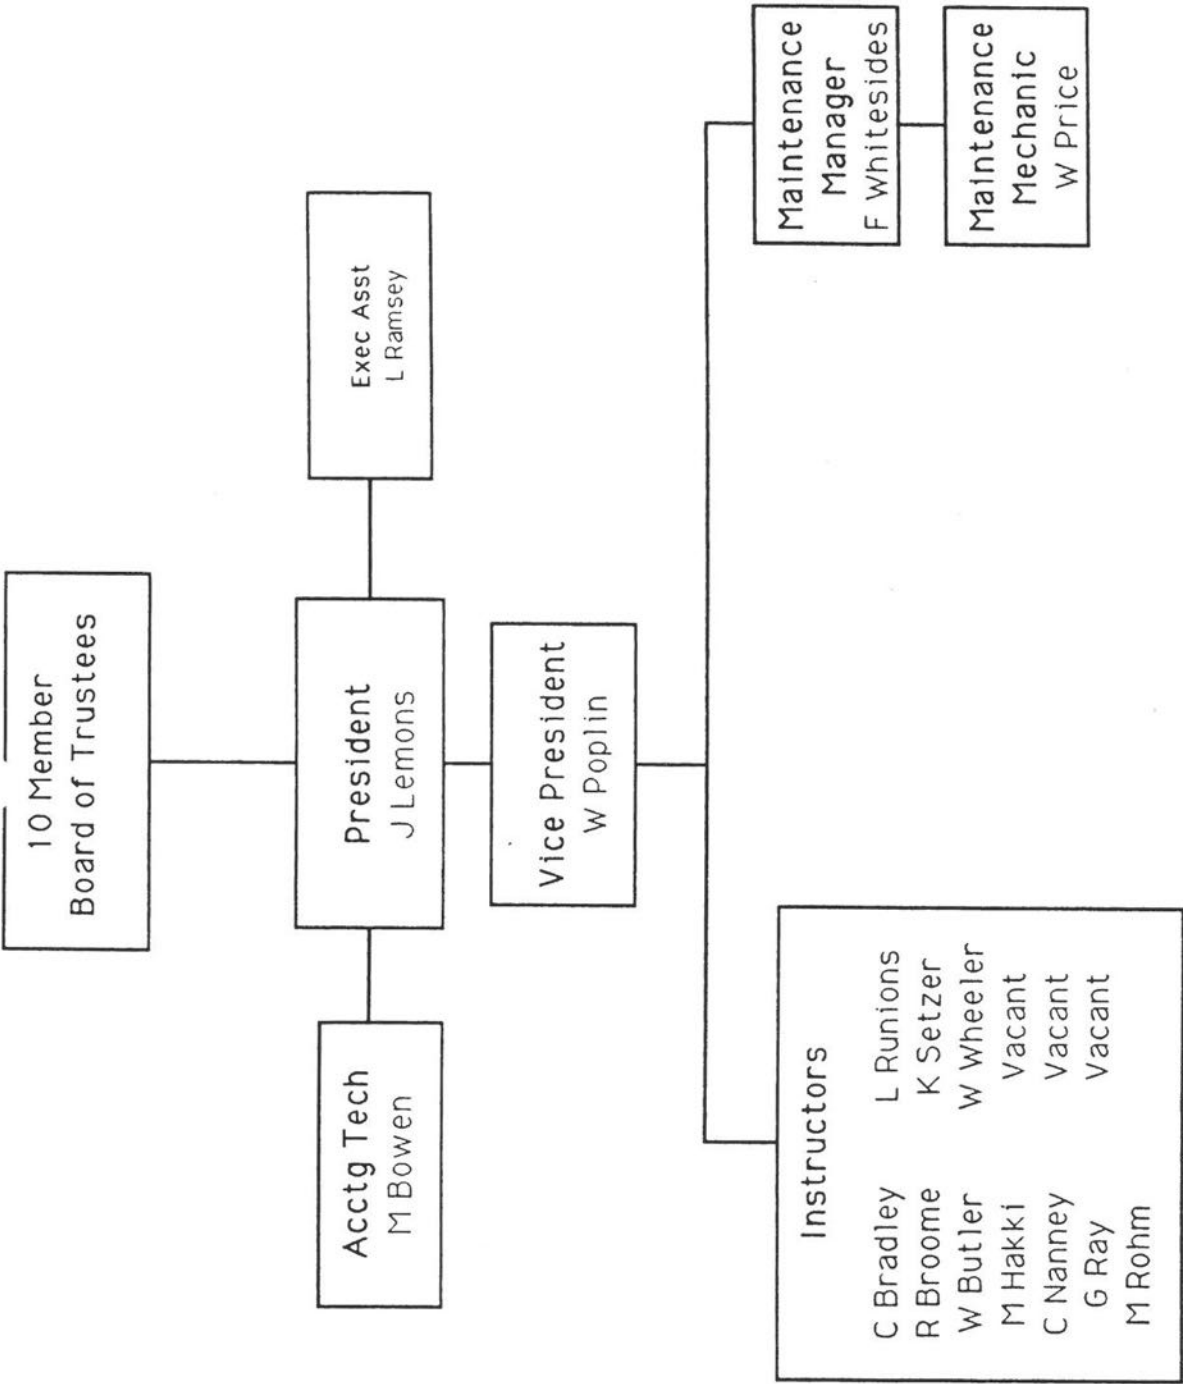 10 Member
Board of Trustees
Acctg Tech
M Bowen
President
J Lemons
Exec Asst
L Ramsey
Vice President
W Poplin
Instructors
C Bradley
R Broome
W Butler
M Hakki
C Nanney
G Ray
M Rohm
L Runions
K Setzer
W Wheeler
Vacant
Vacant
Vacant
Maintenance
Manager
F Whitesides
Maintenance
Mechanic
W Price